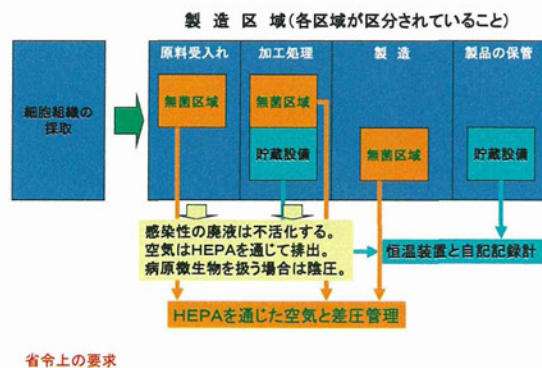 製造区域(各区域が区分されていること)
細胞組織の
採取
原料受入れ
加工処理
製造
製品の保管
無菌区域
無菌区域
貯蔵設備
無菌区域
貯蔵設備
感染性の廃液は不活化する。
空気はHEPAを通じて排出。
病原微生物を扱う場合は陰圧。
恒温装置と自記記録計
HEPAを通じた空気と差圧管理
省令上の要求